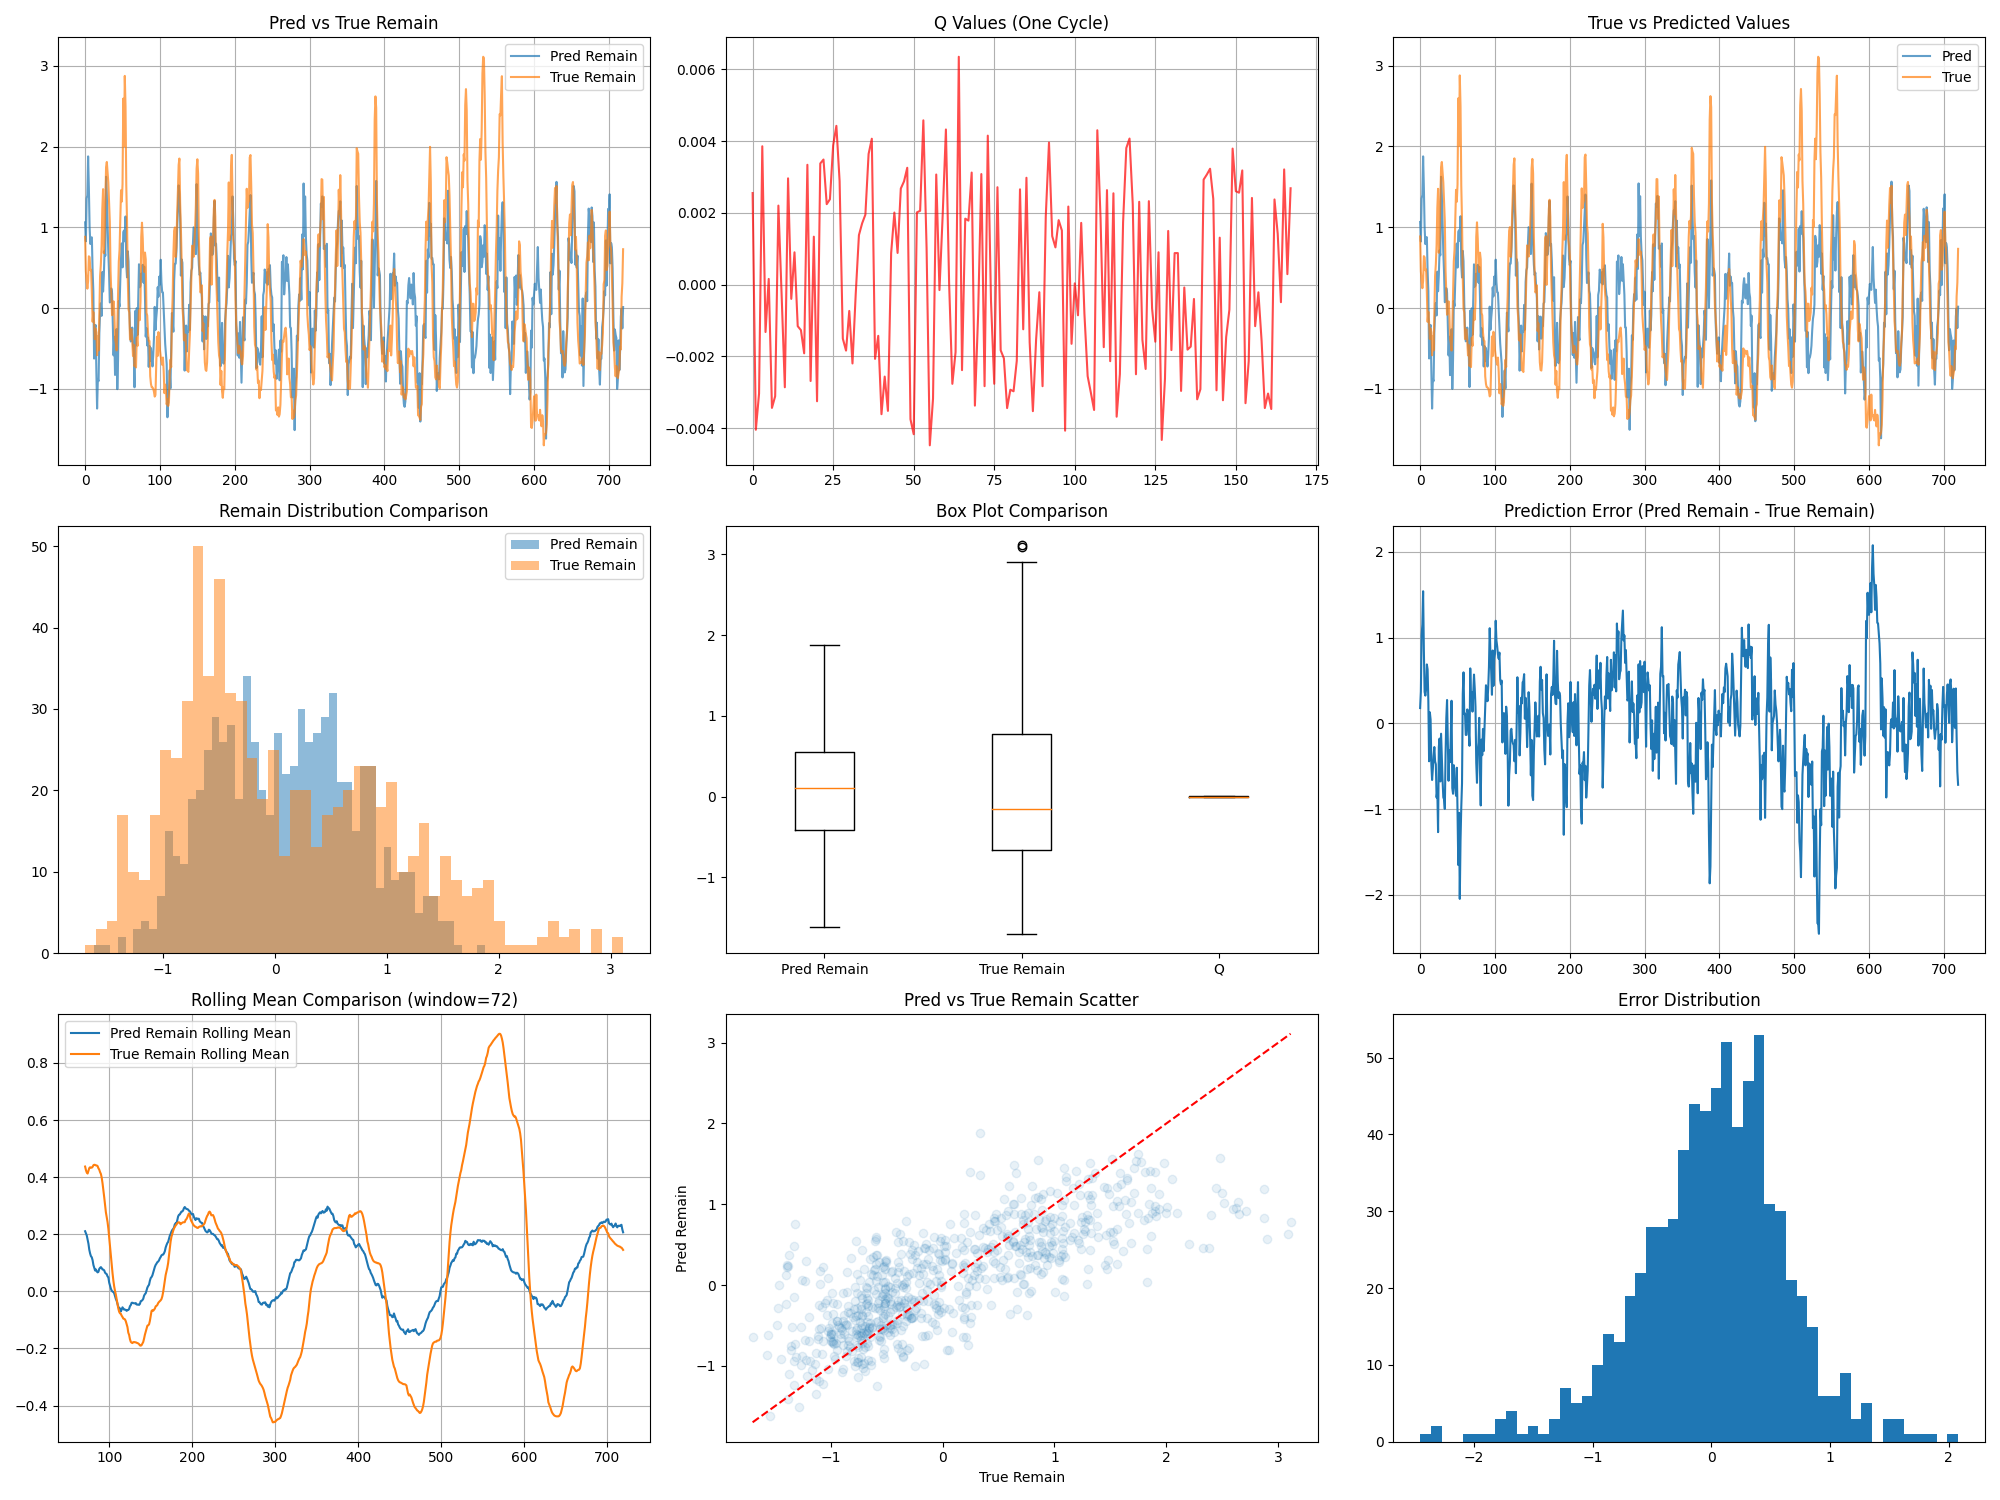 Pred vs True Remain
Pred Remain
True Remain
3
2
1
0
−1
0 100 200 300 400 500 600 700
Q Values (One Cycle)
0.006
0.004
0.002
0.000
−0.002
−0.004
0 25 50 75 100 125 150 175
True vs Predicted Values
Pred
True
3
2
1
0
−1
0 100 200 300 400 500 600 700
Remain Distribution Comparison
Pred Remain
True Remain
50
40
30
20
10
0
−1 0 1 2 3
Box Plot Comparison
3
2
1
0
−1
Pred Remain True Remain Q
Prediction Error (Pred Remain - True Remain)
2
1
0
−1
−2
0 100 200 300 400 500 600 700
Rolling Mean Comparison (window=72)
Pred Remain Rolling Mean
True Remain Rolling Mean
0.8
0.6
0.4
0.2
0.0
−0.2
−0.4
100 200 300 400 500 600 700
Pred vs True Remain Scatter
Pred Remain
3
2
1
0
−1
−1 0 1 2 3
True Remain
Error Distribution
50
40
30
20
10
0
−2 −1 0 1 2